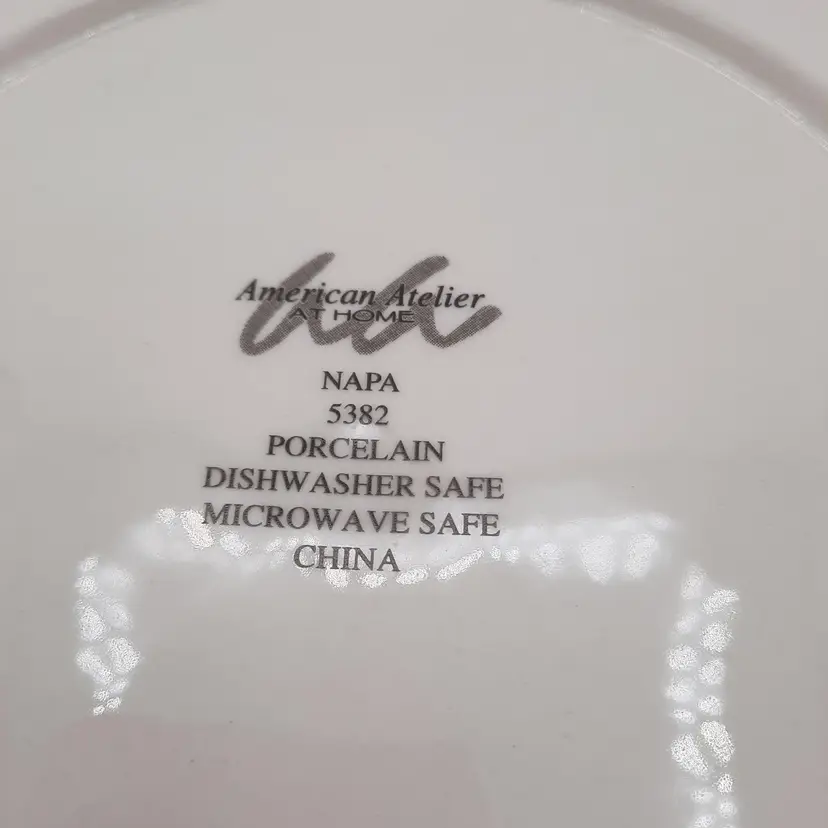 American Atelier
AT HOME
NAPA
5382
PORCELAIN
DISHWASHER SAFE
MICROWAVE SAFE
CHINA